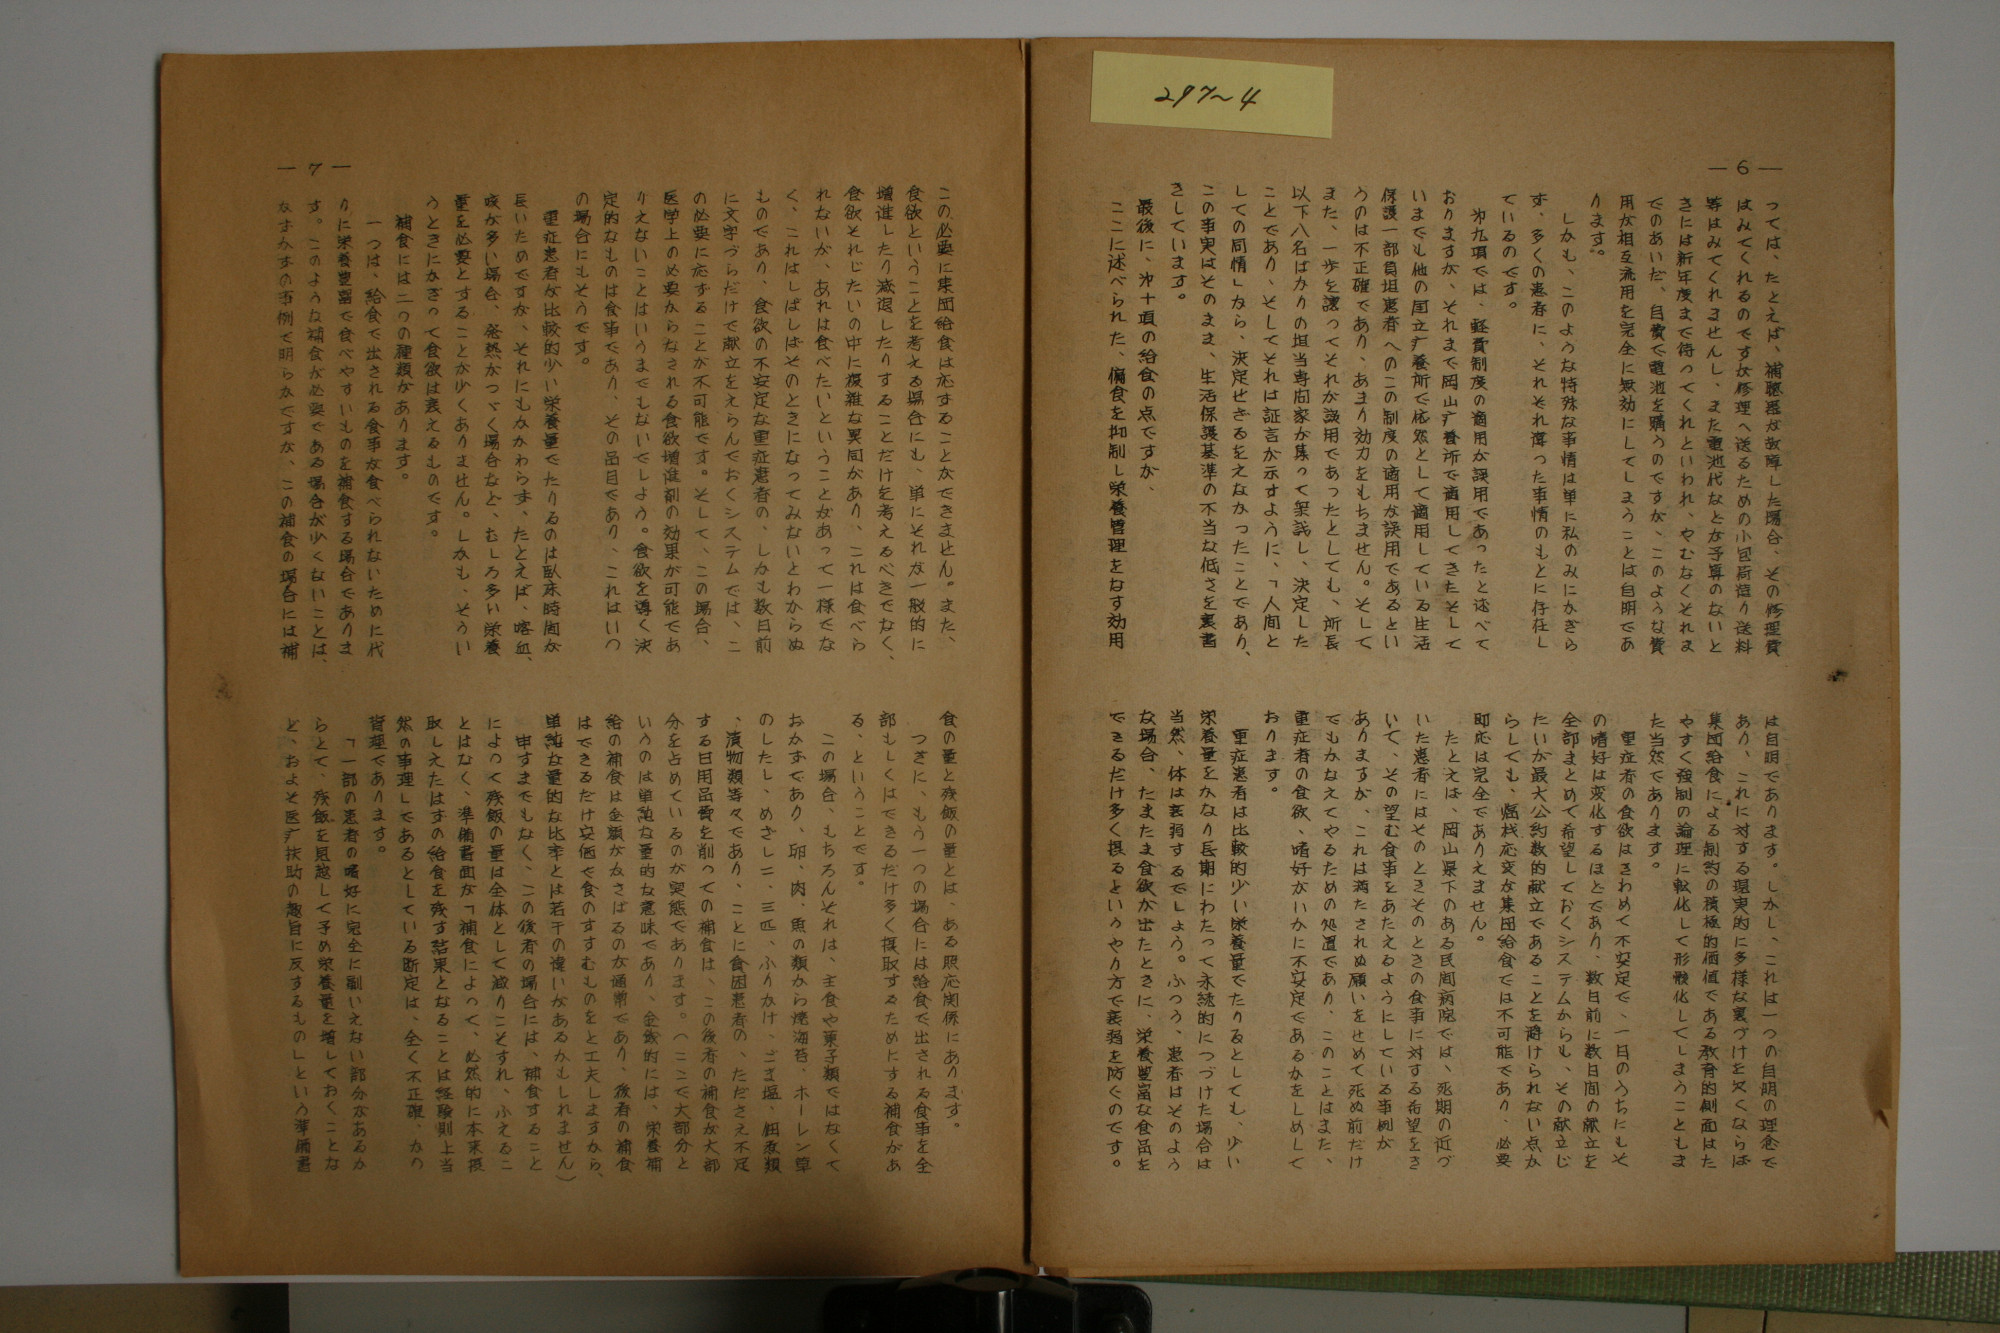 297~4
— 6 —
っては、たとえば、補聴器が故障した場合、その修理費
はみてくれるのですが修理へ送るための小包荷造り送料
等はみてくれませんし、また電池代などが予算のないと
きには新年度まで待ってくれといわれ、やむなくそれま
でのあいだ、自費で電池を購うのですが、このような費
用が相互流用を完全に無効にしてしまうことは自明であ
ります。
しかも、このような特殊な事情は単に私のみにかぎら
ず、多くの患者に、それぞれ薄った事情のもとに存在し
ているのです。
㐧九項では、軽費制度の適用が誤用であったと述べて
おりますが、それまで岡山疗養所で適用してきたそして
いまでも他の国立疗養所で依然として適用している生活
保護一部負担患者へのこの制度の適用が誤用であるとい
うのは不正確であり、あまり効力をもちません。そして
また、一歩を譲ってそれが誤用であったとしても、所長
以下八名ばかりの担当専門家が集って架議し、決定した
ことであり、そしてそれは証言が示すように、「人間と
しての同情」から、決定せざるをえなかったことであり、
この事実はそのまま、生活保護基準の不当な低さを裏書
きしています。
最後に、㐧十項の給食の点ですが、
ここに述べられた、偏食を抑制し栄養管理をなす効用
は自明であります。しかし、これは一つの自明の理念で
あり、これに対する現実的に多様な裏づけを欠くならば
集団給食による制約の積極的価値である教育的側面はた
やすく強制の論理に転化して形骸化してしまうこともま
た当然であります。
重症者の食欲はきわめて不安定で、一日のうちにもそ
の嗜好は変化するほどであり、数日前に数日間の献立を
全部まとめて希望しておくシステムからも、その献立じ
たいが最大公約数的献立であることを避けられない点か
らしても、臨机応変な集団給食では不可能であり、必要
即応は完全でありえません。
たとえば、岡山県下のある民間病院では、死期の近づ
いた患者にはそのときそのときの食事に対する希望をき
いて、その望む食事をあたえるようにしている事例が
ありますが、これは満たされぬ願いをせめて死ぬ前だけ
でもかなえてやるための処置であり、このことはまた、
重症者の食欲、嗜好がいかに不安定であるかをしめして
おります。
重症患者は比較的少い栄養量でたりるとしても、少い
栄養量をかなり長期にわたって永続的につづけた場合は
当然、体は衰弱するでしょう。ふつう、患者はそのよう
な場合、たまたま食欲が出たときに、栄養豊富な食品を
できるだけ多く摂るというやり方で衰弱を防ぐのです。
— 7 —
この必要に集団給食は応ずることができません。また、
食欲ということを考える場合にも、単にそれが一般的に
増進したり減退したりすることだけを考えるべきでなく、
食欲それじたいの中に複雑な異同があり、これは食べら
れないが、あれは食べたいということがあって一様でな
く、これはしばしばそのときになってみないとわからぬ
ものであり、食欲の不安定な重症患者の、しかも数日前
に文字づらだけで献立をえらんでおくシステムでは、こ
の必要に応ずることが不可能です。そして、この場合、
医学上の必要からなされる食欲増進剤の効果が可能であ
りえないことはいうまでもないでしょう。食欲を導く決
定的なものは食事であり、その品目であり、これはいつ
の場合にもそうです。
重症患者が比較的少い栄養量でたりるのは臥床時間が
長いためですが、それにもかかわらず、たとえば、喀血、
咳が多い場合、発熱がつづく場合など、むしろ多い栄養
量を必要とすることが少くありません。しかも、そうい
うときにかぎって食欲は衰えるものです。
補食には二つの種類があります。
一つは、給食で出される食事が食べられないために代
りに栄養豊富で食べやすいものを補食する場合でありま
す。このような補食が必要である場合が少くないことは、
なすみすの事例で明らかですが、この補食の場合には補
食の量と残飯の量とは、ある照応関係にあります。
つぎに、もう一つの場合には給食で出される食事を全
部もしくはできるだけ多く摂取するためにする補食があ
る、ということです。
この場合、もちろんそれは、主食や菓子類ではなくて
おかずであり、卵、肉、魚の類から焼海苔、ホーレン草
のしたし、めざし二、三匹、ふりかけ、ごま塩、佃煮類
、漬物類等々であり、ことに貧困患者の、たださえ不足
する日用品費を削っての補食は、この後者の補食が大部
分を占めているのが実態であります。(ここで大部分と
いうのは単純な量的な意味であり、金銭的には、栄養補
給の補食は金額がかさばるのが通常であり、後者の補食
はできるだけ安価で食のすすむものをと工夫しますから、
単純な量的な比率とは若干の違いがあるかもしれません)
申すまでもなく、この後者の場合には、補食すること
によって残飯の量は全体として減りこそすれ、ふえるこ
とはなく、準備書面が「補食によって、必然的に本来摂
取しえたはずの給食を残す結果となることは経験則上当
然の事理」であるとしている断定は、全く不正確、かつ
背理であります。
「一部の患者の嗜好に完全に副いえない部分があるか
らとて、残飯を見越して予め栄養量を増しておくことな
ど、およそ医疗扶助の趣旨に反するもの」という準備書